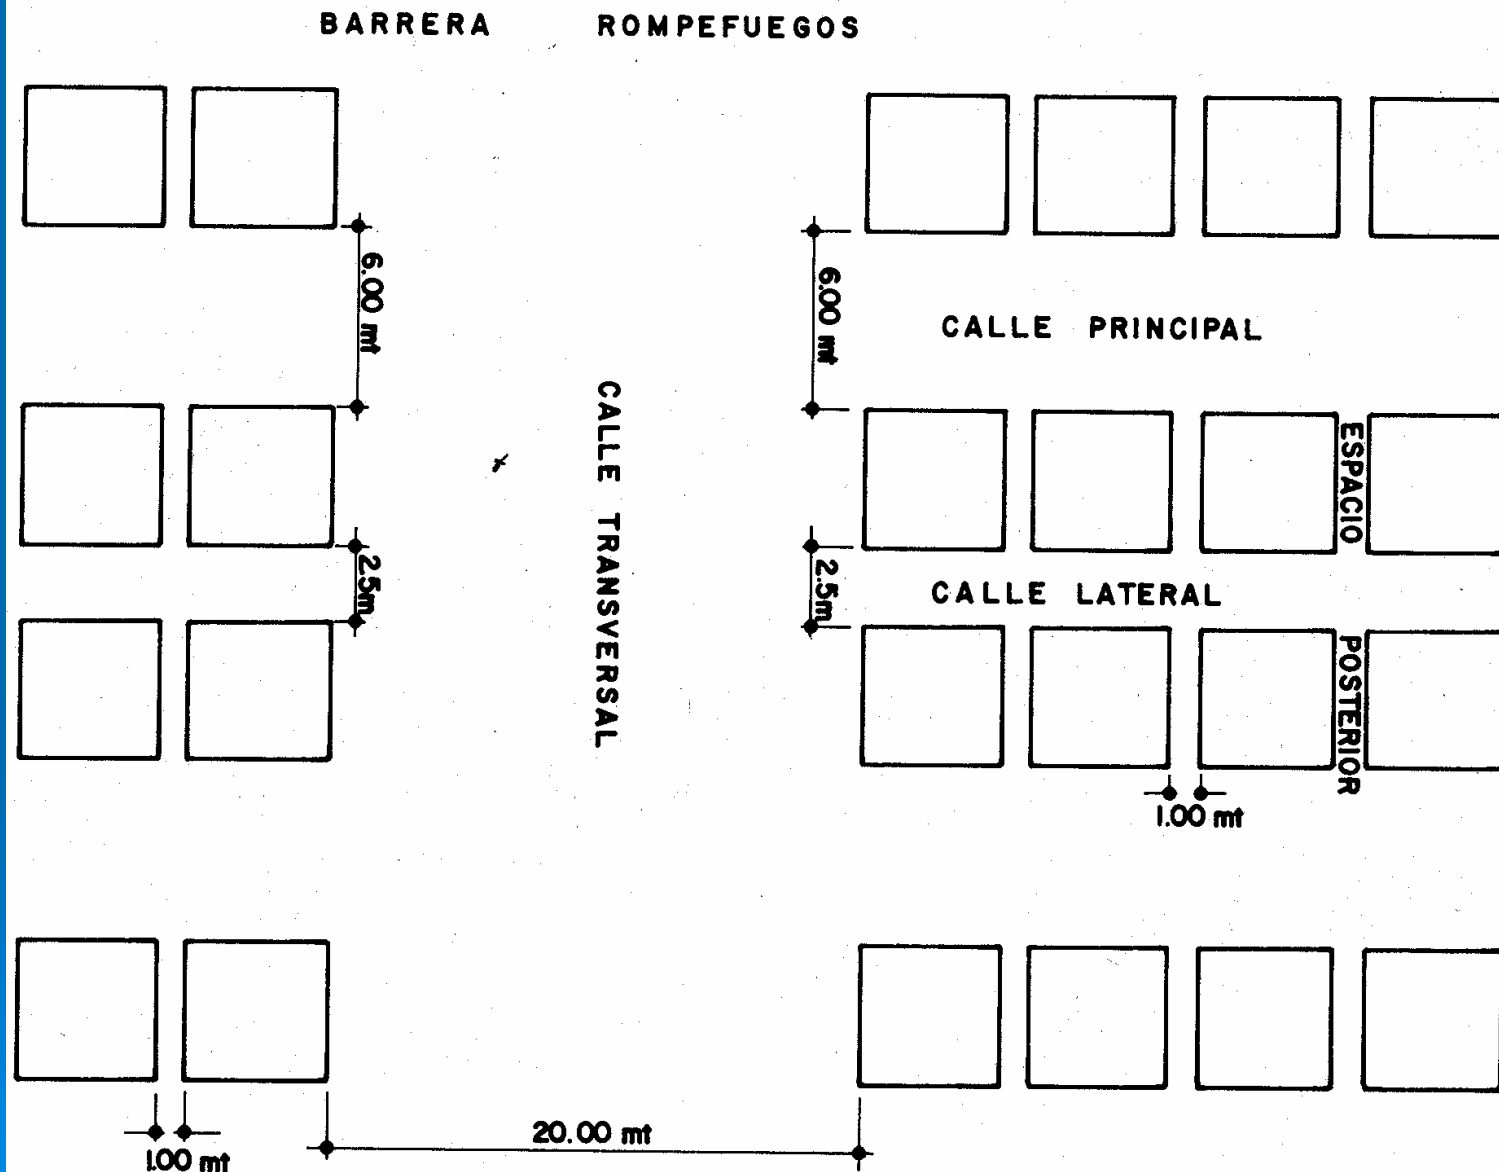 BARRERA ROMPEFUEGOS
6.00 mt
6.00 mt
CALLE PRINCIPAL
CALLE TRANSVERSAL
ESPACIO
2.5m
2.5m
CALLE LATERAL
POSTERIOR
1.00 mt
20.00 mt
1.00 mt